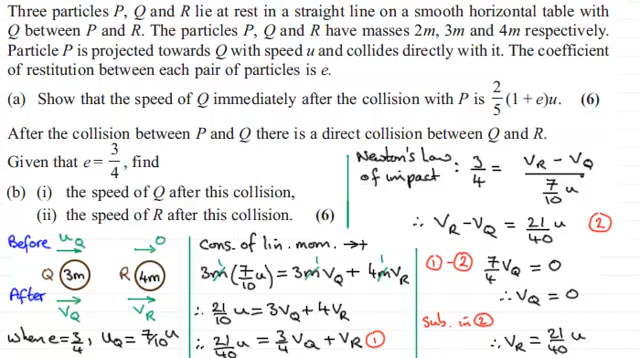 Three particles P, Q and R lie at rest in a straight line on a smooth horizontal table with
Q between P and R. The particles P, Q and R have masses 2m, 3m and 4m respectively.
Particle P is projected towards Q with speed u and collides directly with it. The coefficient
of restitution between each pair of particles is e.
(a) Show that the speed of Q immediately after the collision with P is 2/5 (1 + e)u. (6)
After the collision between P and Q there is a direct collision between Q and R.
Given that e = 3/4, find
(b) (i) the speed of Q after this collision,
(ii) the speed of R after this collision. (6)
Newton's Law of impact : 3/4 = (V_R - V_Q) / (7/10 u)
∴ V_R - V_Q = 21/40 u ②
Before u_Q → 0 →
Q 3m R 4m
After V_Q → V_R →
where e = 3/4, u_Q = 7/10 u
Cons. of lin. mom. → +
3m(7/10 u) = 3mV_Q + 4mV_R
∴ 21/10 u = 3V_Q + 4V_R
∴ 21/40 u = 3/4 V_Q + V_R ①
① - ② 7/4 V_Q = 0
∴ V_Q = 0
Sub. in ②
∴ V_R = 21/40 u